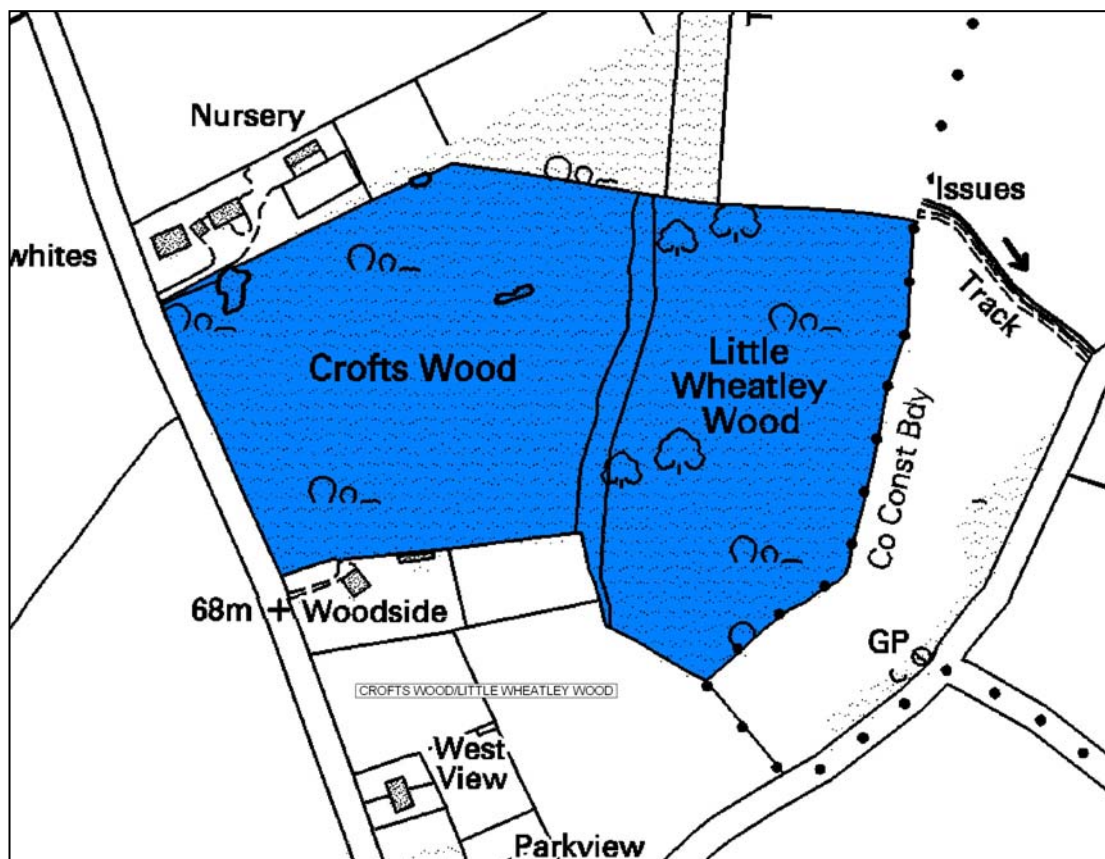 Nursery
Issues
whites
Track
Crofts Wood
Little
Wheatley
Wood
Co Const Bdy
68m
Woodside
GP
CROFTS WOOD/LITTLE WHEATLEY WOOD
West
View
Parkview